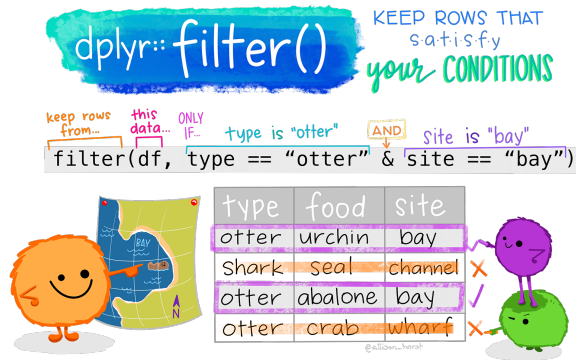 dplyr::filter()
KEEP ROWS THAT
s.a.t.i.s.f.y
your CONDITIONS
keep rows from...
this data...
ONLY IF...
type is "otter"
AND
site is "bay"
filter(df, type == “otter” & site == “bay”)
BAY
N
type food site
otter urchin bay
shark seal channel
otter abalone bay
otter crab wharf
@allison_horst